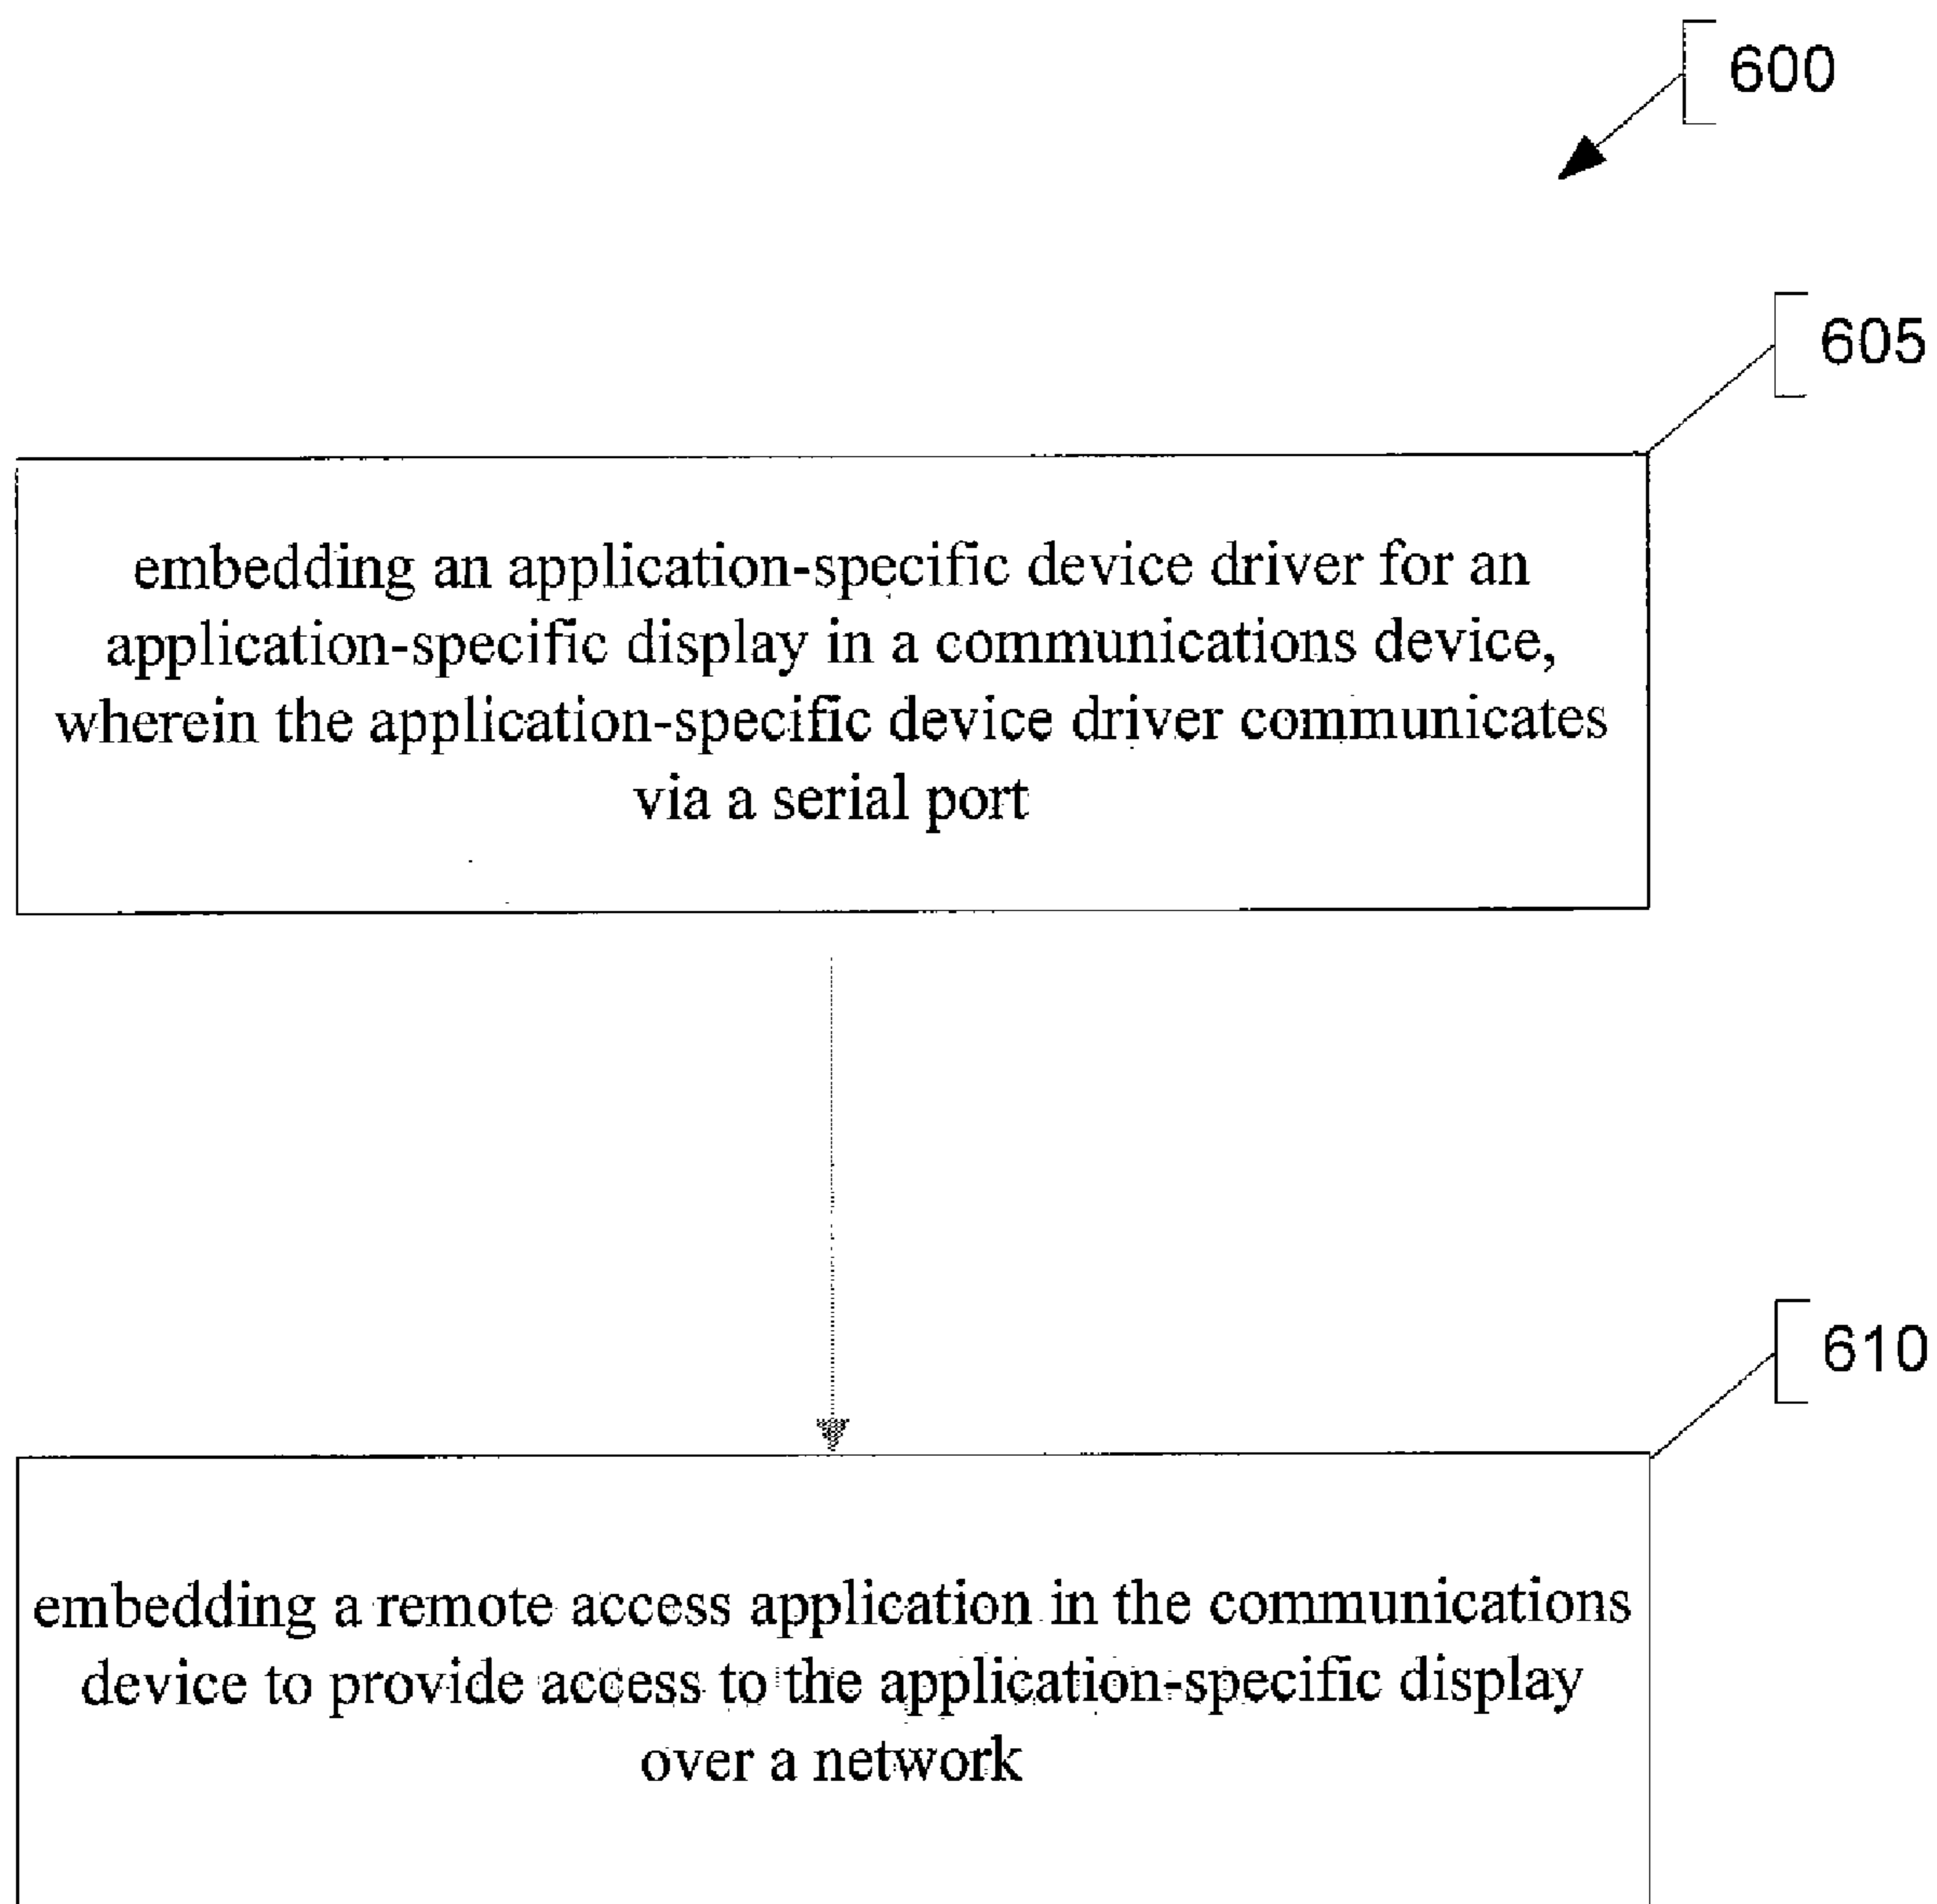 600
605
embedding an application-specific device driver for an
application-specific display in a communications device,
wherein the application-specific device driver communicates
via a serial port
610
embedding a remote access application in the communications
device to provide access to the application-specific display
over a network